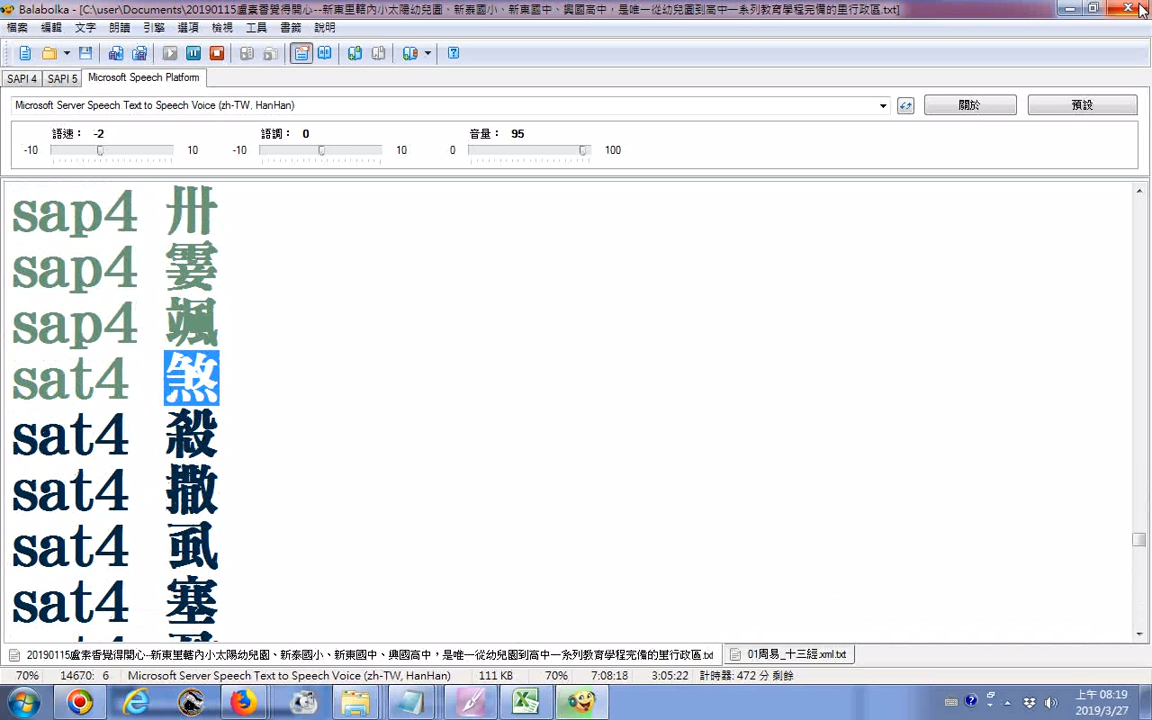 Balabolka - [C:\user\Documents\20190115盧素香覺得開心--新東里轄內小太陽幼兒園、新泰國小、新東國中、興國高中，是唯一從幼兒園到高中一系列教育學程完備的里行政區.txt]
檔案 編輯 文字 朗讀 引擎 選項 檢視 工具 書籤 說明
SAPI 4 SAPI 5 Microsoft Speech Platform
Microsoft Server Speech Text to Speech Voice (zh-TW, HanHan) 關於 預設
語速： -2 語調： 0 音量： 95
-10 10 -10 10 0 100
sap4 卅
sap4 霎
sap4 颯
sat4 煞
sat4 殺
sat4 撒
sat4 虱
sat4 塞
20190115盧素香覺得開心--新東里轄內小太陽幼兒園、新泰國小、新東國中、興國高中，是唯一從幼兒園到高中一系列教育學程完備的里行政區.txt 01周易_十三經.xml.txt
70% 14670: 6 Microsoft Server Speech Text to Speech Voice (zh-TW, HanHan) 111 KB 70% 7:08:18 3:05:22 計時器: 472 分 剩餘
上午 08:19
2019/3/27